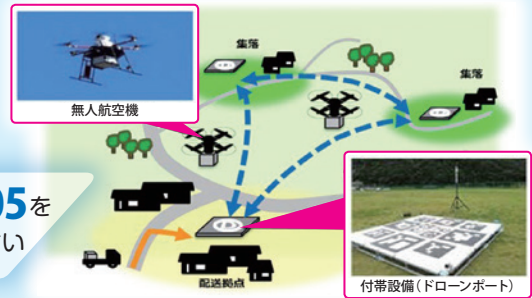 無人航空機
集落
集落
05を
い
配送拠点
付帯設備(ドローンポート)